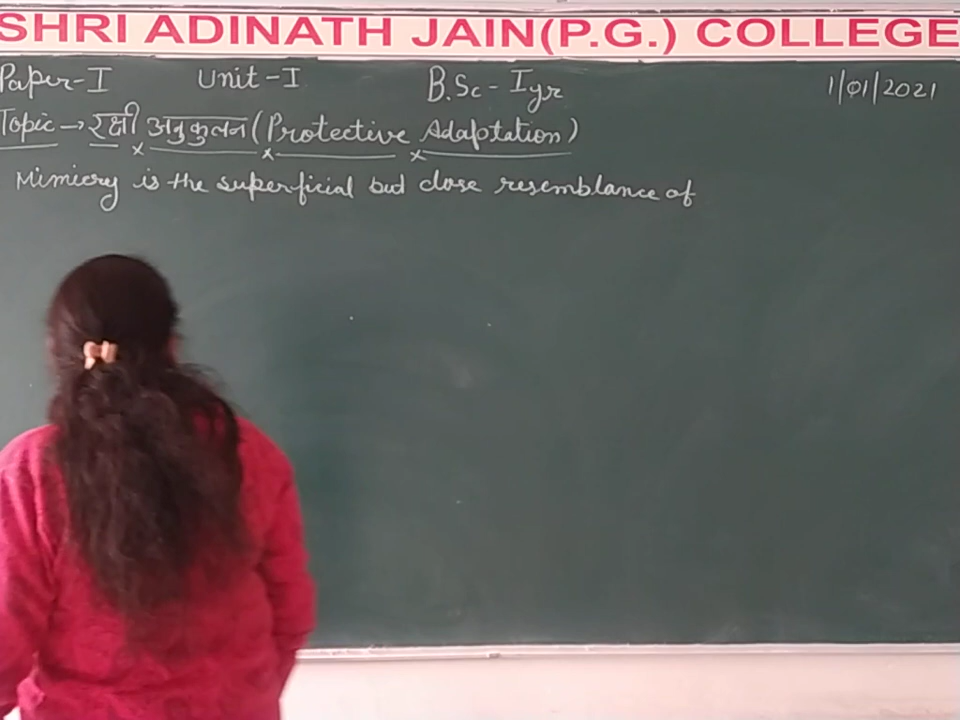 SHRI ADINATH JAIN(P.G.) COLLEGE
Paper-I Unit-I B.Sc-Iyr 1/01/2021
Topic → रक्षी अनुकुलन (Protective Adaptation)
Mimicry is the superficial but close resemblance of